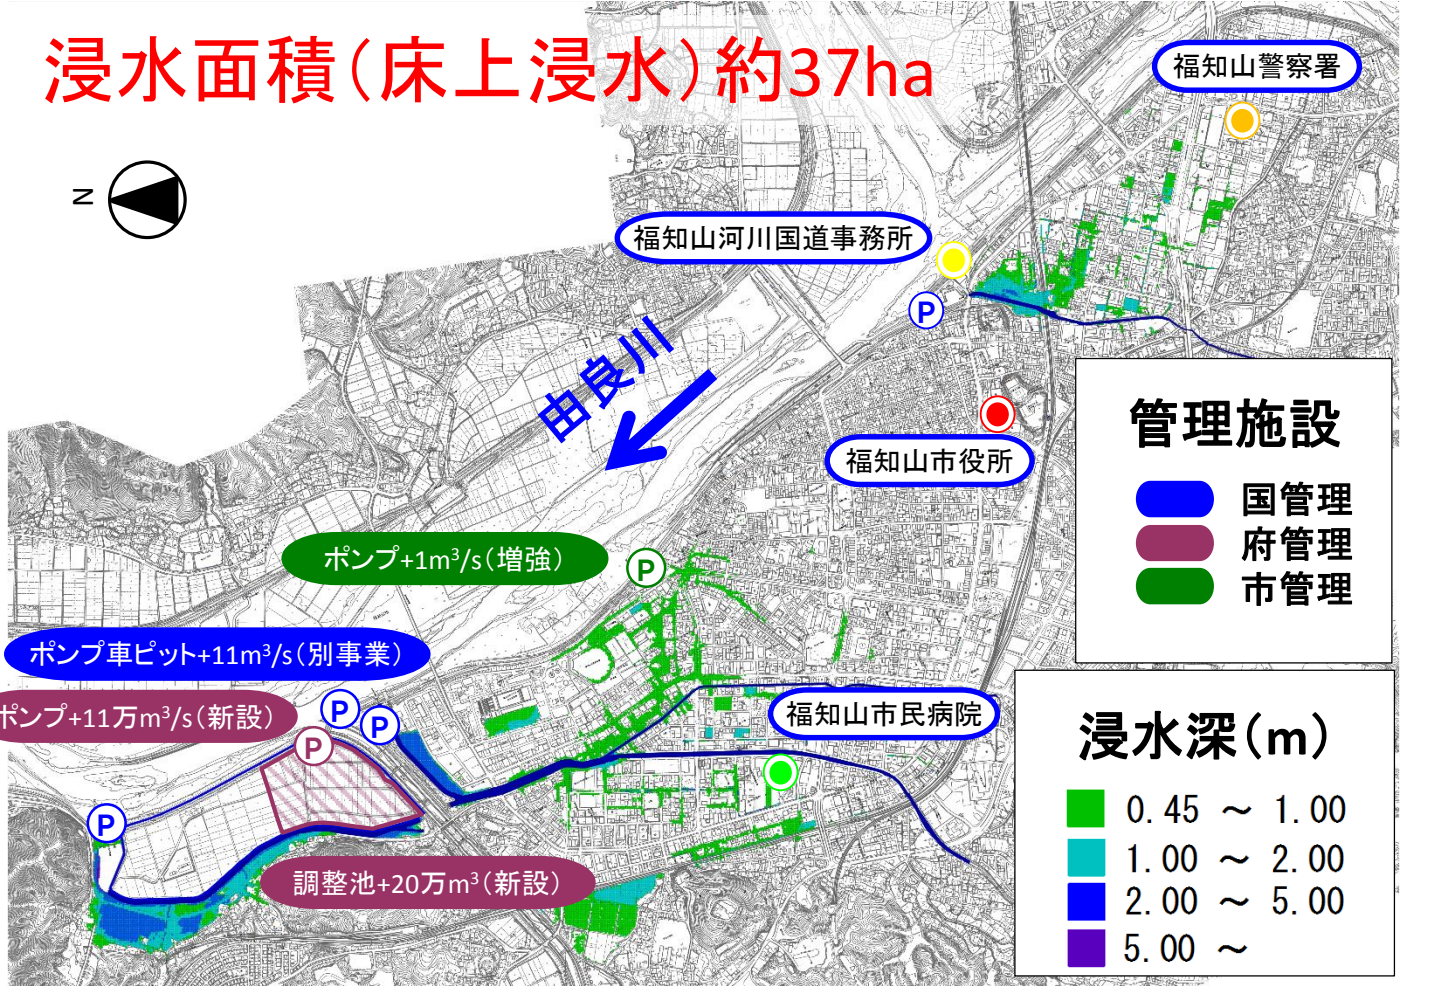 浸水面積（床上浸水）約37ha
福知山警察署
N
福知山河川国道事務所
P
由良川
福知山市役所
管理施設
国管理
府管理
市管理
ポンプ+1m³/s（増強）
P
ポンプ車ピット+11m³/s（別事業）
ポンプ+11万m³/s（新設）
P
P
P
P
福知山市民病院
調整池+20万m³（新設）
浸水深（m）
0.45 ～ 1.00
1.00 ～ 2.00
2.00 ～ 5.00
5.00 ～